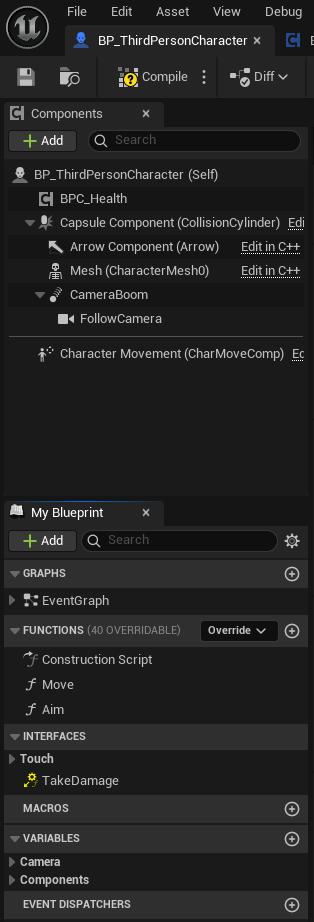 File Edit Asset View Debug
BP_ThirdPersonCharacter
Compile Diff
Components
Add Search
BP_ThirdPersonCharacter (Self)
BPC_Health
Capsule Component (CollisionCylinder) Edi
Arrow Component (Arrow) Edit in C++
Mesh (CharacterMesh0) Edit in C++
CameraBoom
FollowCamera
Character Movement (CharMoveComp) Ec
My Blueprint
Add Search
GRAPHS
EventGraph
FUNCTIONS (40 OVERRIDABLE) Override
Construction Script
Move
Aim
INTERFACES
Touch
TakeDamage
MACROS
VARIABLES
Camera
Components
EVENT DISPATCHERS